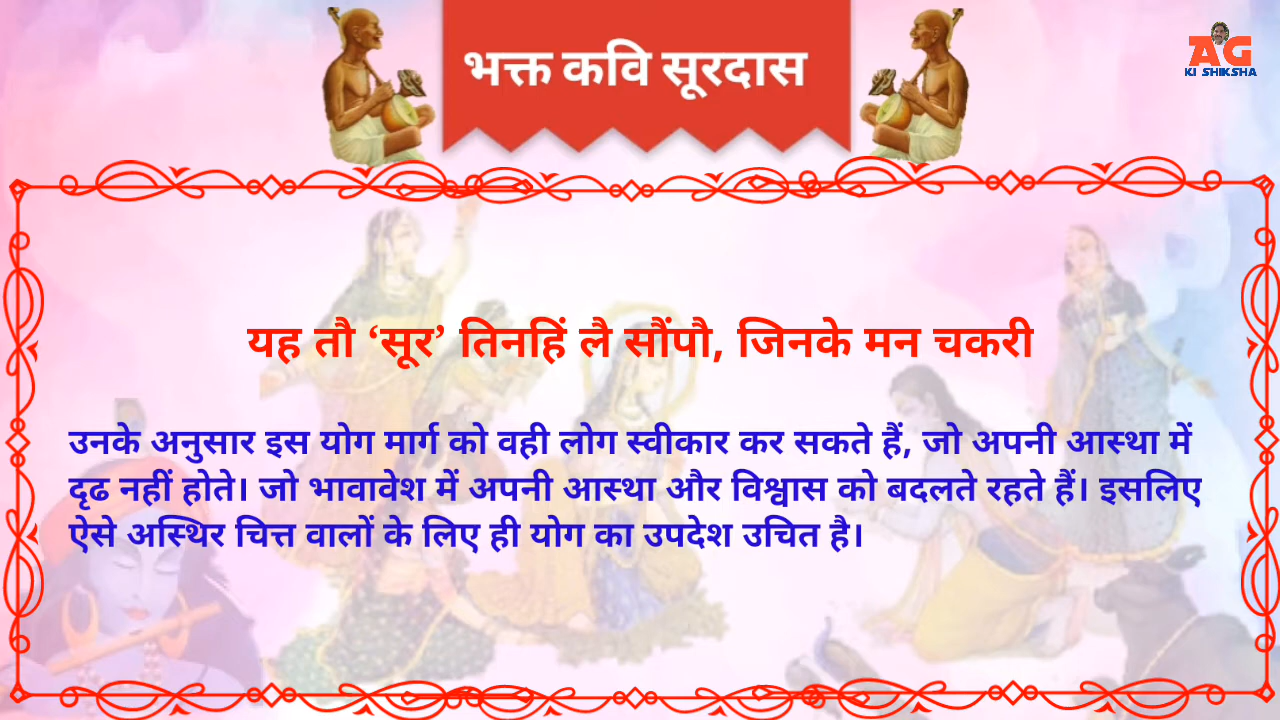 भक्त कवि सूरदास
AG
KI SHIKSHA
यह तौ ‘सूर’ तिनहिं लै सौंपौ, जिनके मन चकरी
उनके अनुसार इस योग मार्ग को वही लोग स्वीकार कर सकते हैं, जो अपनी आस्था में
दृढ नहीं होते। जो भावावेश में अपनी आस्था और विश्वास को बदलते रहते हैं। इसलिए
ऐसे अस्थिर चित्त वालों के लिए ही योग का उपदेश उचित है।